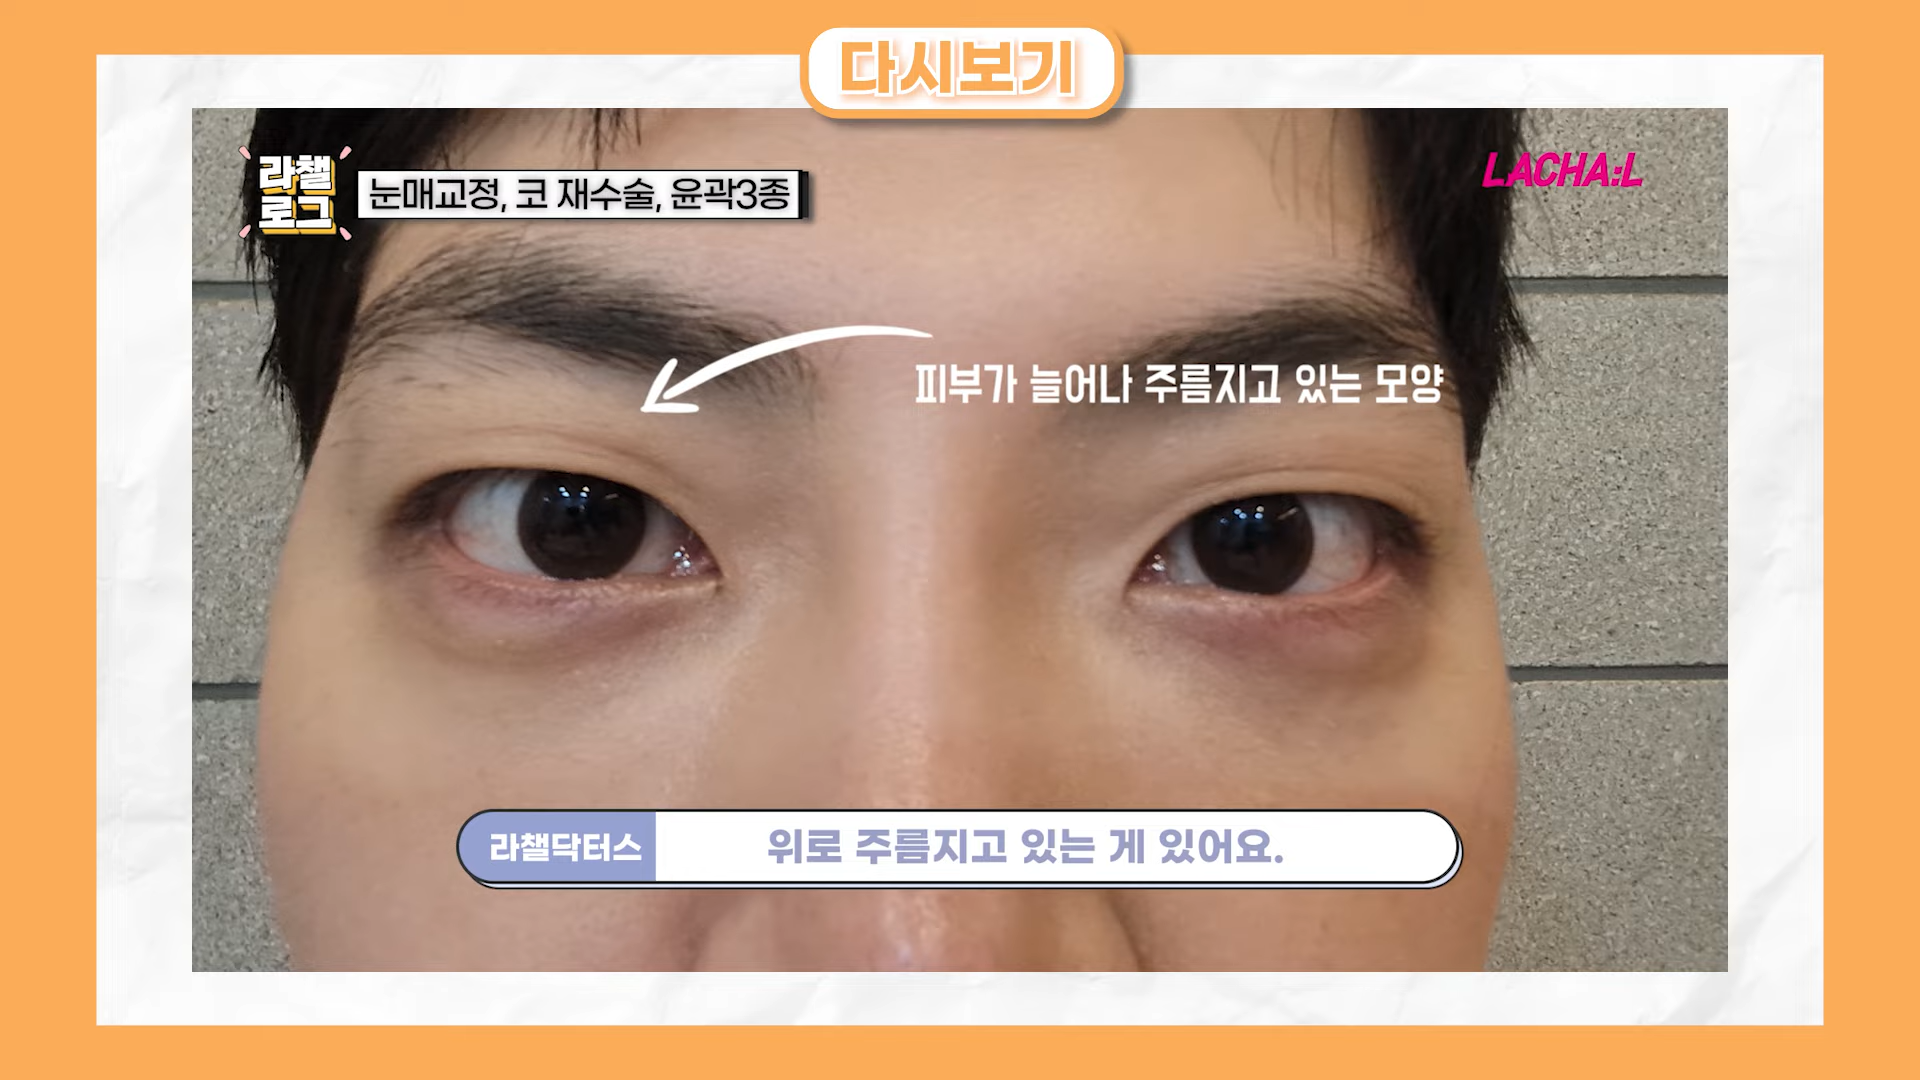 다시보기
라챌
로그
눈매교정, 코 재수술, 윤곽3종
LACHA:L
피부가 늘어나 주름지고 있는 모양
라챌닥터스
위로 주름지고 있는 게 있어요.